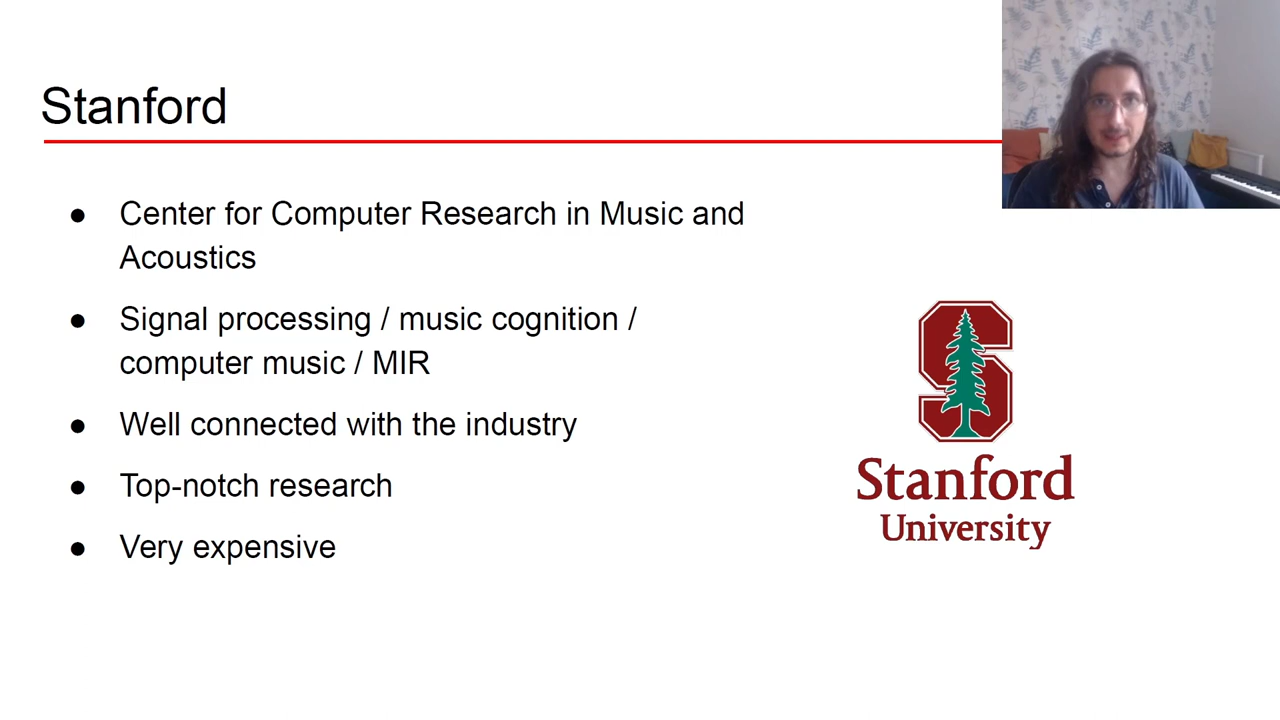 Stanford
● Center for Computer Research in Music and
Acoustics
● Signal processing / music cognition /
computer music / MIR
● Well connected with the industry
● Top-notch research
● Very expensive
Stanford
University